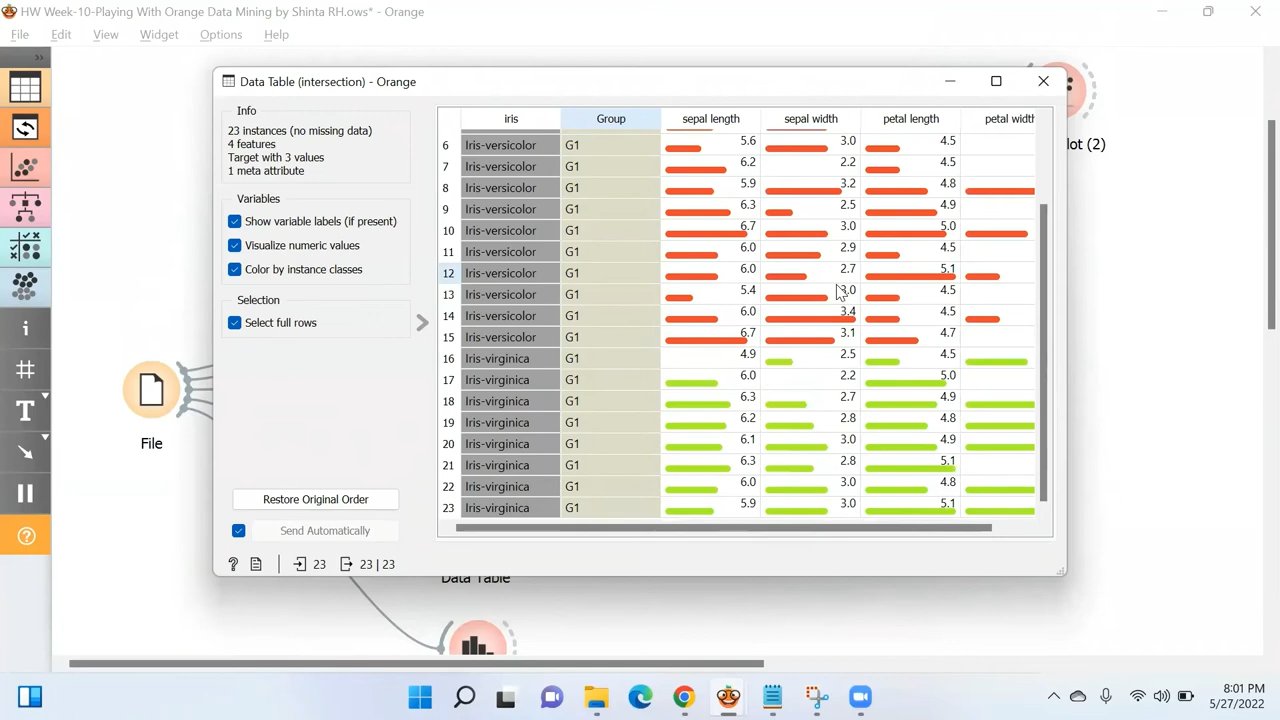 HW Week-10-Playing With Orange Data Mining by Shinta RH.ows* - Orange
File Edit View Widget Options Help
Data Table (intersection) - Orange
Info
23 instances (no missing data)
4 features
Target with 3 values
1 meta attribute
Variables
Show variable labels (if present)
Visualize numeric values
Color by instance classes
Selection
Select full rows
Restore Original Order
Send Automatically
23 23 | 23
iris Group sepal length sepal width petal length petal width
6 Iris-versicolor G1 5.6 3.0 4.5
7 Iris-versicolor G1 6.2 2.2 4.5
8 Iris-versicolor G1 5.9 3.2 4.8
9 Iris-versicolor G1 6.3 2.5 4.9
10 Iris-versicolor G1 6.7 3.0 5.0
11 Iris-versicolor G1 6.0 2.9 4.5
12 Iris-versicolor G1 6.0 2.7 5.1
13 Iris-versicolor G1 5.4 3.0 4.5
14 Iris-versicolor G1 6.0 3.4 4.5
15 Iris-versicolor G1 6.7 3.1 4.7
16 Iris-virginica G1 4.9 2.5 4.5
17 Iris-virginica G1 6.0 2.2 5.0
18 Iris-virginica G1 6.3 2.7 4.9
19 Iris-virginica G1 6.2 2.8 4.8
20 Iris-virginica G1 6.1 3.0 4.9
21 Iris-virginica G1 6.3 2.8 5.1
22 Iris-virginica G1 6.0 3.0 4.8
23 Iris-virginica G1 5.9 3.0 5.1
lot (2)
File
Data Table
8:01 PM
5/27/2022